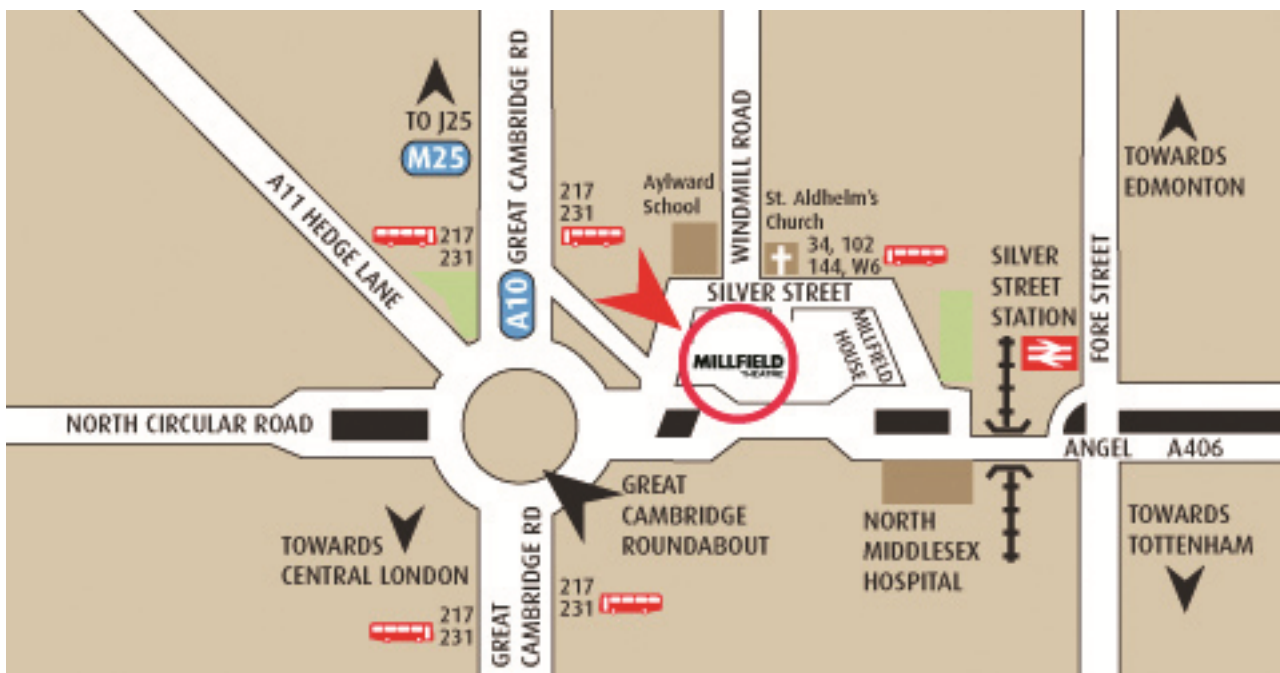 TO J25
M25
A11 HEDGE LANE
GREAT CAMBRIDGE RD
A10
217
231
217
231
Aylward
School
WINDMILL ROAD
St. Aldhelm's
Church
34, 102
144, W6
SILVER STREET
MILLFIELD
THEATRE
MILLFIELD
HOUSE
SILVER
STREET
STATION
FORE STREET
TOWARDS
EDMONTON
NORTH CIRCULAR ROAD
ANGEL A406
GREAT
CAMBRIDGE
ROUNDABOUT
NORTH
MIDDLESEX
HOSPITAL
TOWARDS
TOTTENHAM
TOWARDS
CENTRAL LONDON
217
231
GREAT
CAMBRIDGE RD
217
231